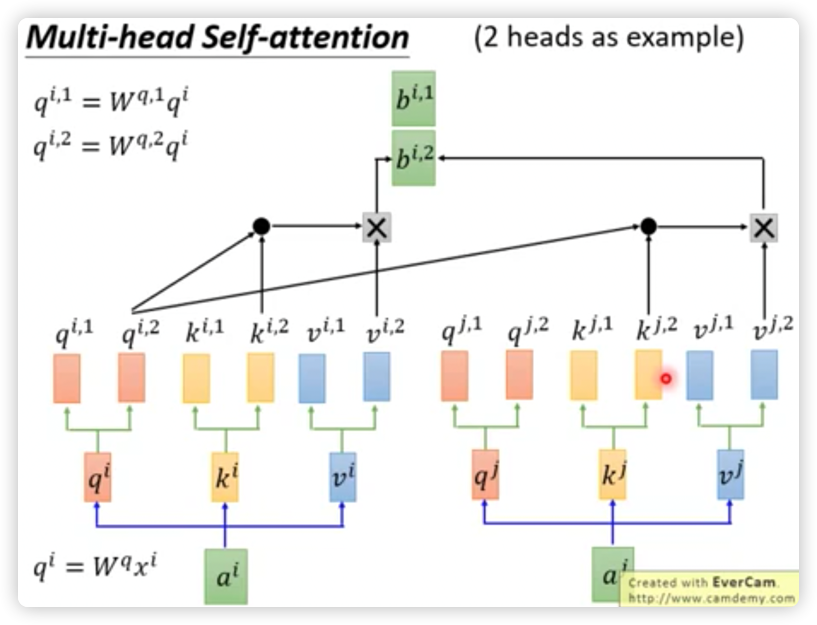 Multi-head Self-attention (2 heads as example)
q^{i,1} = W^{q,1}q^i
q^{i,2} = W^{q,2}q^i
b^{i,1}
b^{i,2}
q^{i,1} q^{i,2} k^{i,1} k^{i,2} v^{i,1} v^{i,2} q^{j,1} q^{j,2} k^{j,1} k^{j,2} v^{j,1} v^{j,2}
q^i k^i v^i q^j k^j v^j
q^i = W^q x^i
a^i a^j
Created with EverCam.
http://www.camdemy.com